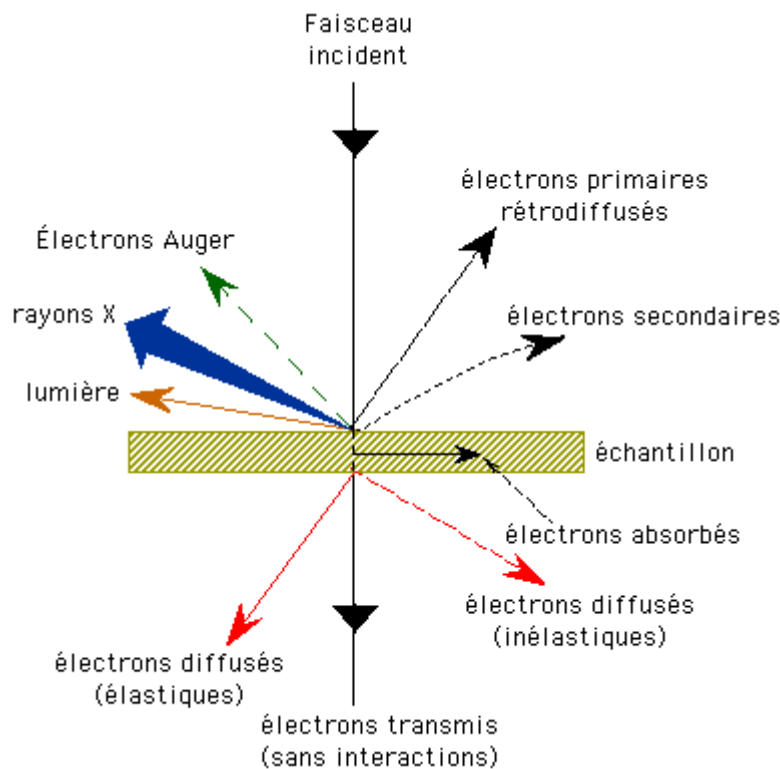 Faisceau
incident
électrons primaires
rétrodiffusés
Électrons Auger
rayons X
électrons secondaires
lumière
échantillon
électrons absorbés
électrons diffusés
(inélastiques)
électrons diffusés
(élastiques)
électrons transmis
(sans interactions)